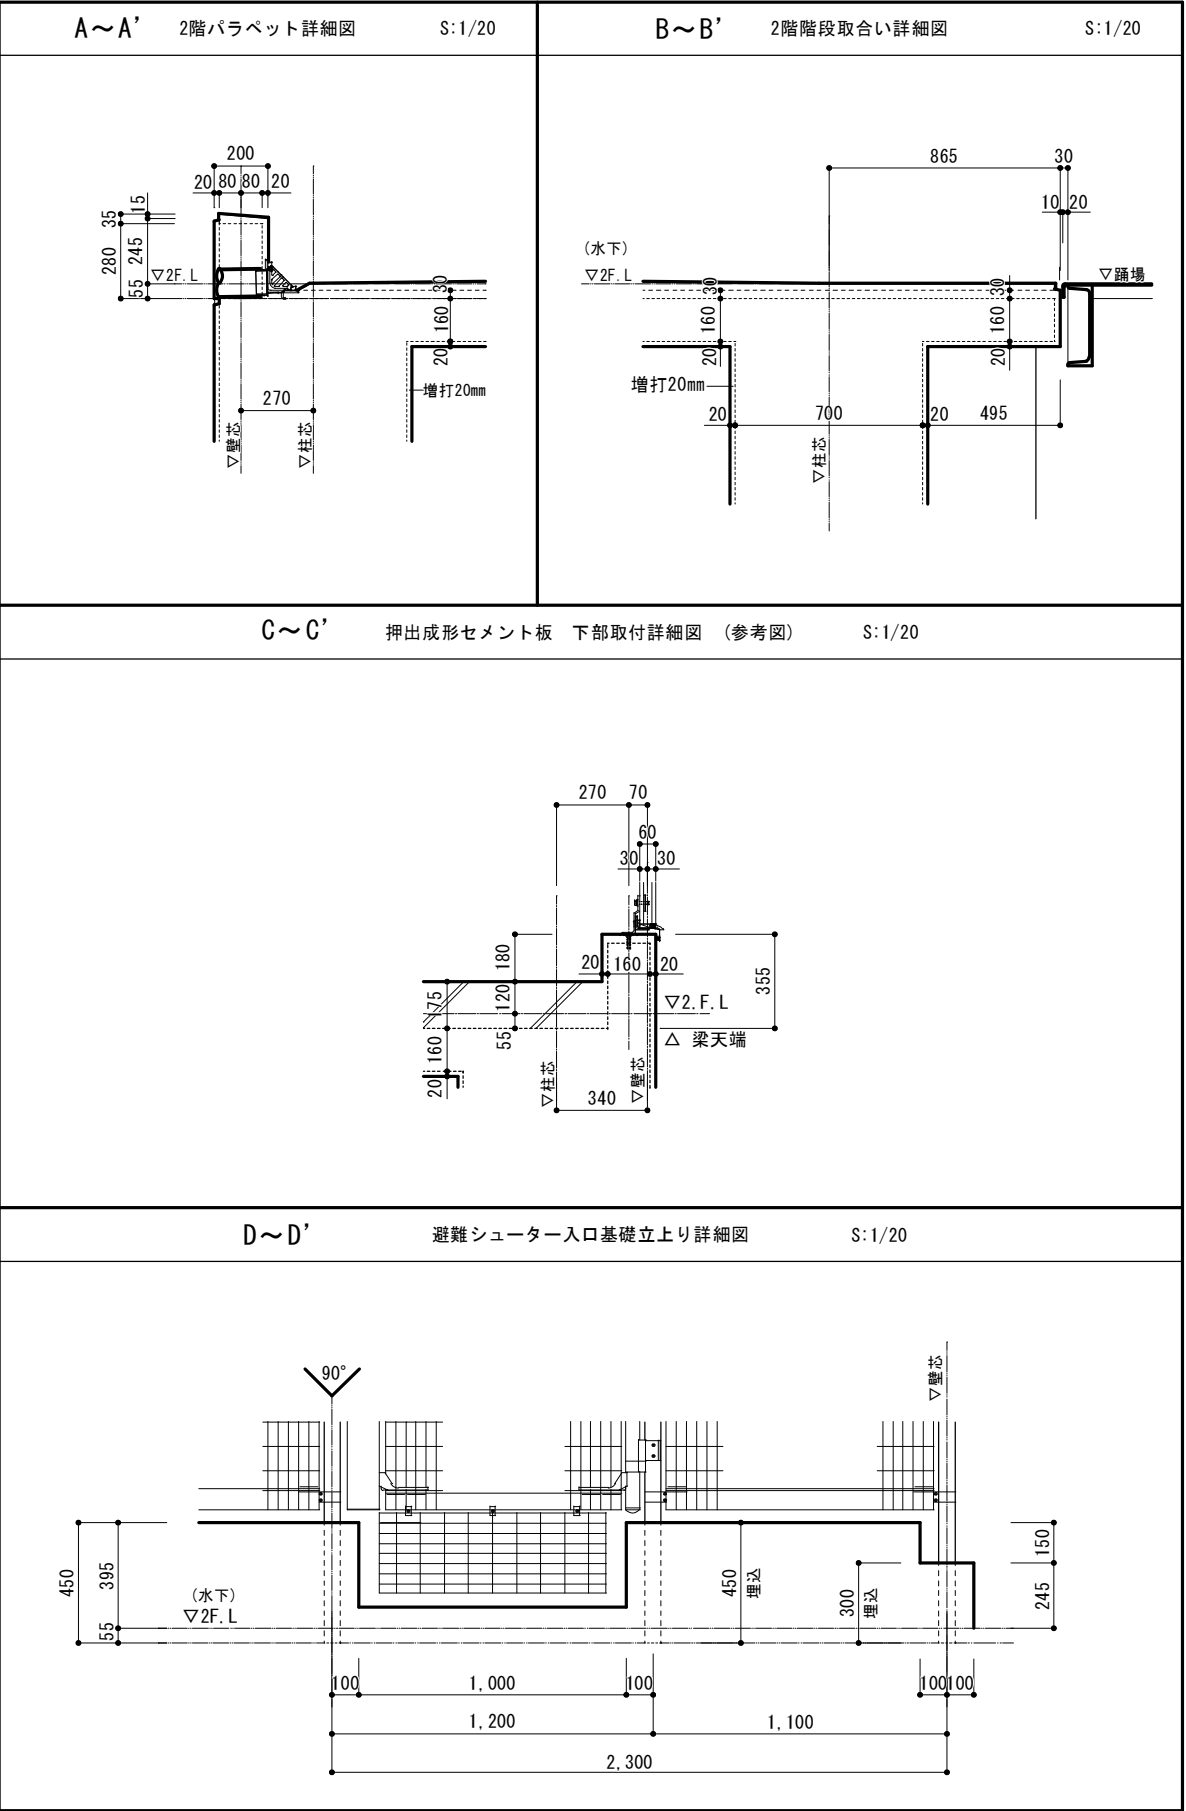 A～A’ 2階パラペット詳細図 S:1/20
200
20 80 80 20
15
35
245
280
55
▽2F.L
30
160
20
増打20mm
270
▽壁芯
▽柱芯
B～B’ 2階階段取合い詳細図 S:1/20
865 30
10 20
(水下)
▽2F.L
▽踊場
30 30
160 160
20 20
増打20mm
20 700 20 495
▽柱芯
C～C’ 押出成形セメント板 下部取付詳細図 (参考図) S:1/20
270 70
60
30 30
180
20 160 20
355
175
120
▽2.F.L
55
△ 梁天端
160
20
▽柱芯
▽壁芯
340
D～D’ 避難シューター入口基礎立上り詳細図 S:1/20
90°
▽壁芯
450
395
55
(水下)
▽2F.L
450
埋込
300
埋込
150
245
100 1,000 100 100 100
1,200 1,100
2,300